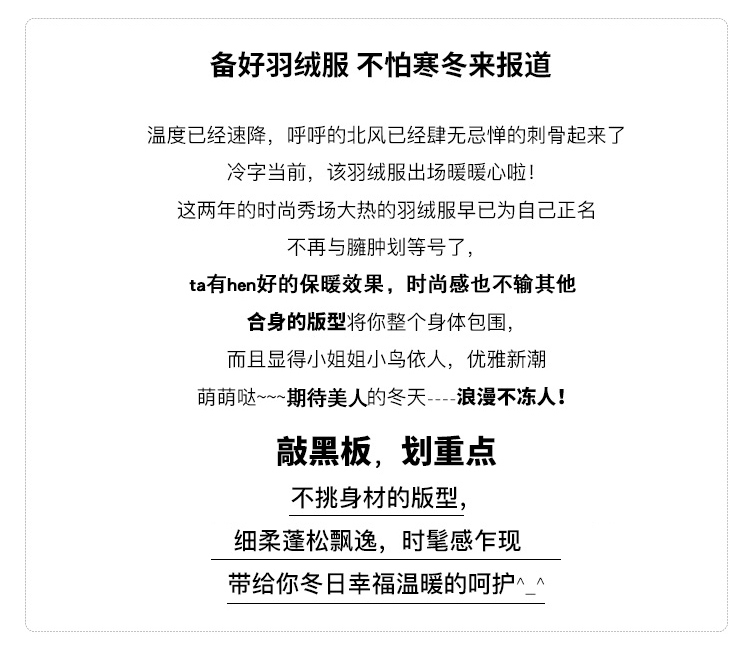 备好羽绒服 不怕寒冬来报道
温度已经速降，呼呼的北风已经肆无忌惮的刺骨起来了
冷字当前，该羽绒服出场暖暖心啦！
这两年的时尚秀场大热的羽绒服早已为自己正名
不再与臃肿划等号了，
ta有hen好的保暖效果，时尚感也不输其他
合身的版型将你整个身体包围，
而且显得小姐姐小鸟依人，优雅新潮
萌萌哒~~~期待美人的冬天----浪漫不冻人！
敲黑板，划重点
不挑身材的版型，
细柔蓬松飘逸，时髦感乍现
带给你冬日幸福温暖的呵护^_^